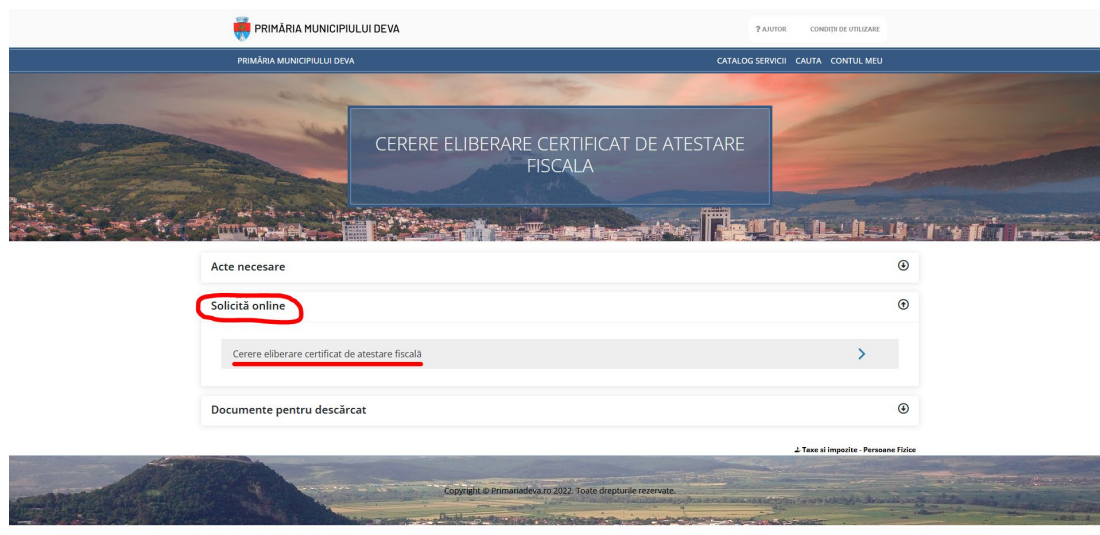 PRIMĂRIA MUNICIPIULUI DEVA
? AJUTOR CONDIȚII DE UTILIZARE
PRIMĂRIA MUNICIPIULUI DEVA
CATALOG SERVICII CAUTA CONTUL MEU
CERERE ELIBERARE CERTIFICAT DE ATESTARE
FISCALA
Acte necesare
Solicită online
Cerere eliberare certificat de atestare fiscală
Documente pentru descărcat
Taxe si impozite - Persoane Fizice
Copyright © Primariadeva.ro 2022. Toate drepturile rezervate.